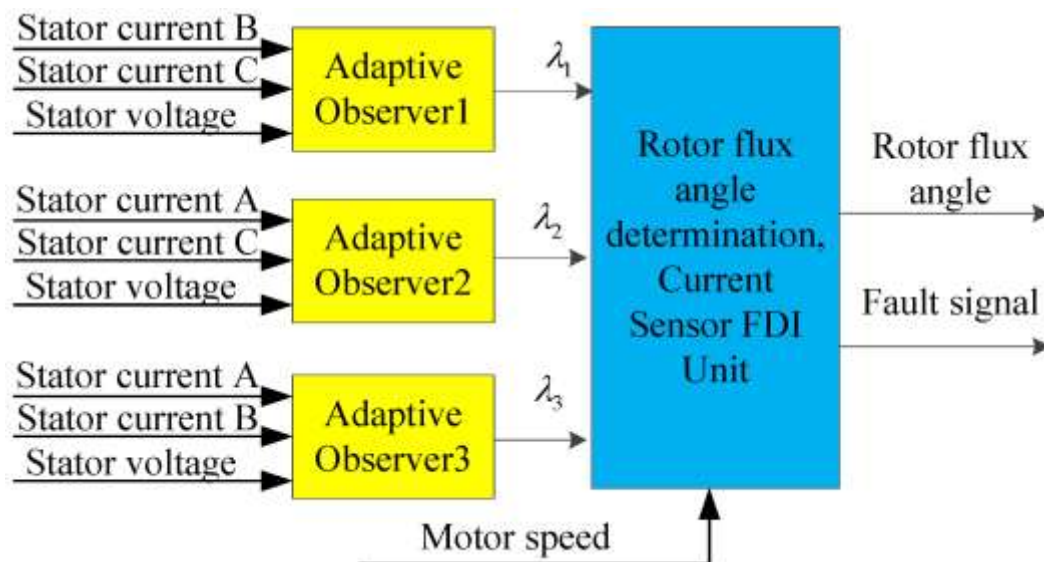 Stator current B
Stator current C
Stator voltage
Adaptive
Observer1
λ1
Stator current A
Stator current C
Stator voltage
Adaptive
Observer2
λ2
Stator current A
Stator current B
Stator voltage
Adaptive
Observer3
λ3
Rotor flux
angle
determination,
Current
Sensor FDI
Unit
Rotor flux
angle
Fault signal
Motor speed